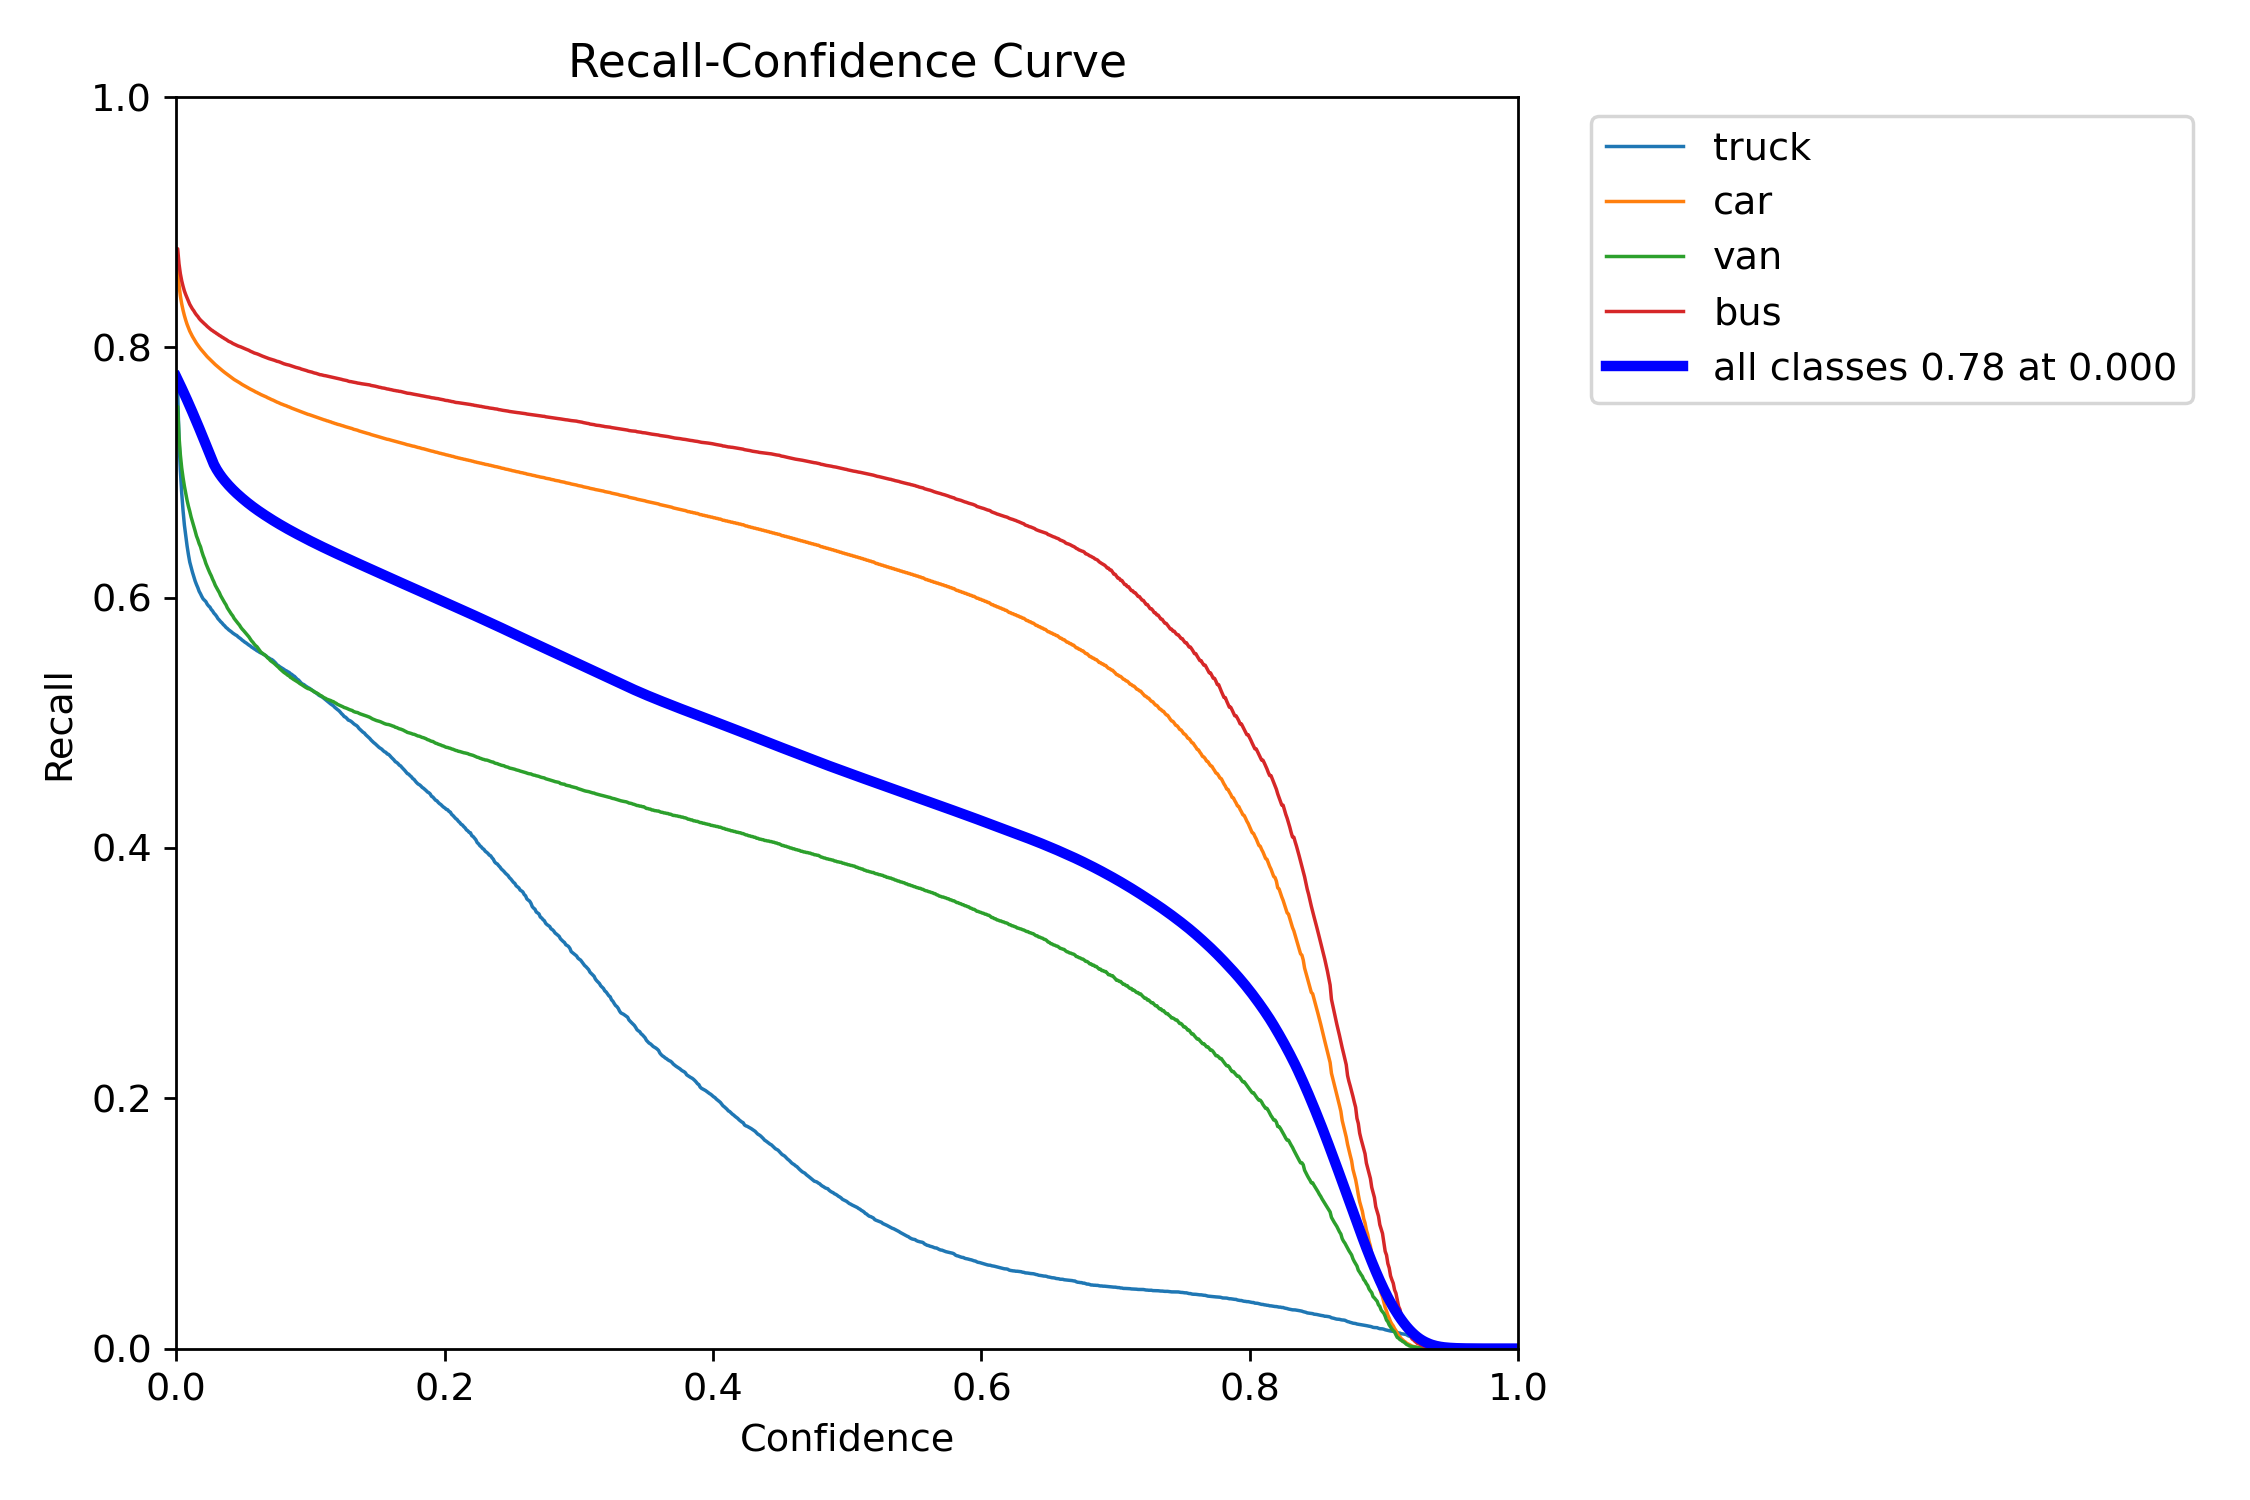 Recall-Confidence Curve
1.0
0.8
0.6
0.4
0.2
0.0
Recall
0.0 0.2 0.4 0.6 0.8 1.0
Confidence
truck
car
van
bus
all classes 0.78 at 0.000